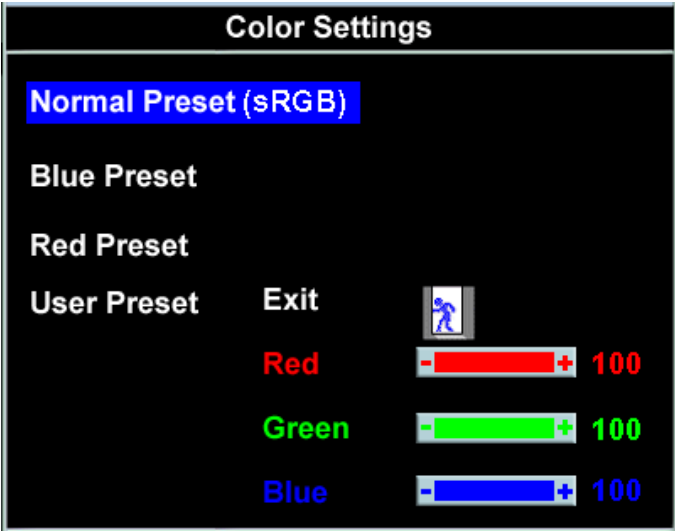 Color Settings
Normal Preset (sRGB)
Blue Preset
Red Preset
User Preset Exit
Red - + 100
Green - + 100
Blue - + 100